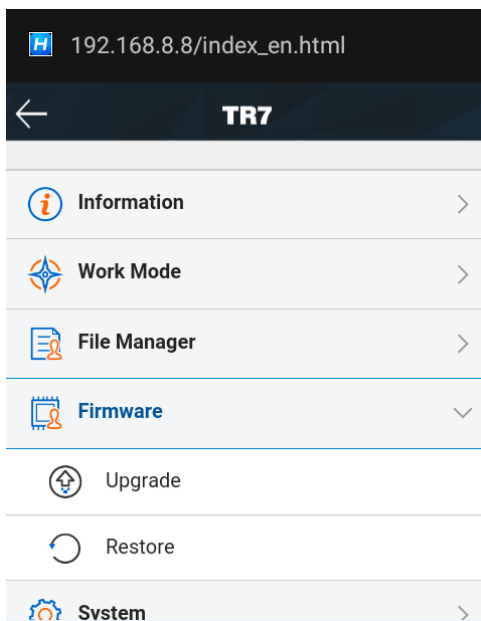 H 192.168.8.8/index_en.html
TR7
Information
Work Mode
File Manager
Firmware
Upgrade
Restore
System